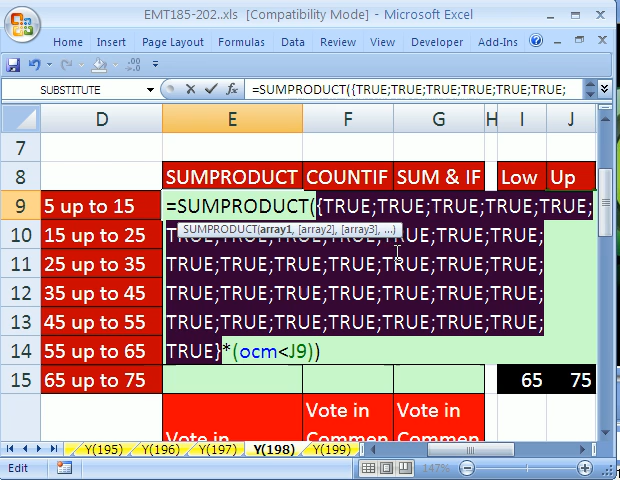 EMT185-202..xls [Compatibility Mode] - Microsoft Excel
Home Insert Page Layout Formulas Data Review View Developer Add-Ins
SUBSTITUTE =SUMPRODUCT({TRUE;TRUE;TRUE;TRUE;TRUE;TRUE;
D E F G H I J
7
8 SUMPRODUCT COUNTIF SUM & IF Low Up
9 5 up to 15 =SUMPRODUCT({TRUE;TRUE;TRUE;TRUE;TRUE;
SUMPRODUCT(array1, [array2], [array3], ...)
10 15 up to 25 TRUE;TRUE;TRUE;TRUE;TRUE;TRUE;
11 25 up to 35 TRUE;TRUE;TRUE;TRUE;TRUE;TRUE;
12 35 up to 45 TRUE;TRUE;TRUE;TRUE;TRUE;TRUE;
13 45 up to 55 TRUE;TRUE;TRUE;TRUE;TRUE;TRUE;
14 55 up to 65 TRUE}*(ocm<J9))
15 65 up to 75 65 75
Vote in Vote in
Vote in Commen Commen
Y(195) Y(196) Y(197) Y(198) Y(199)
Edit 147%